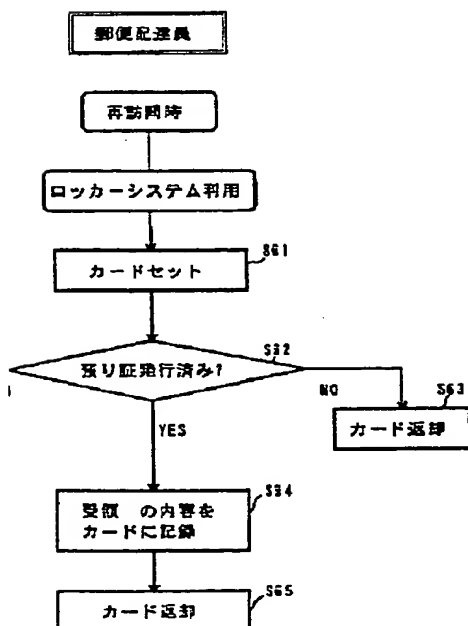 郵便配達員
再訪問時
ロッカーシステム利用
S61
カードセット
S32
預り証発行済み?
NO
S63
カード返却
YES
S34
受領 の内容を
カードに記録
S65
カード返却